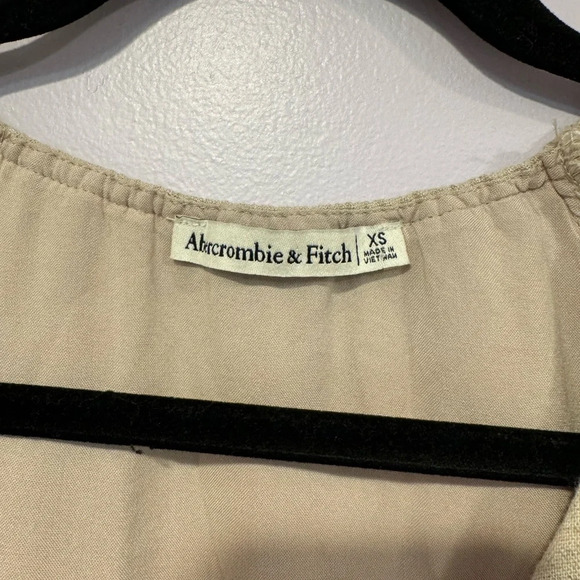 Abercrombie & Fitch
XS
MADE IN
VIETNAM